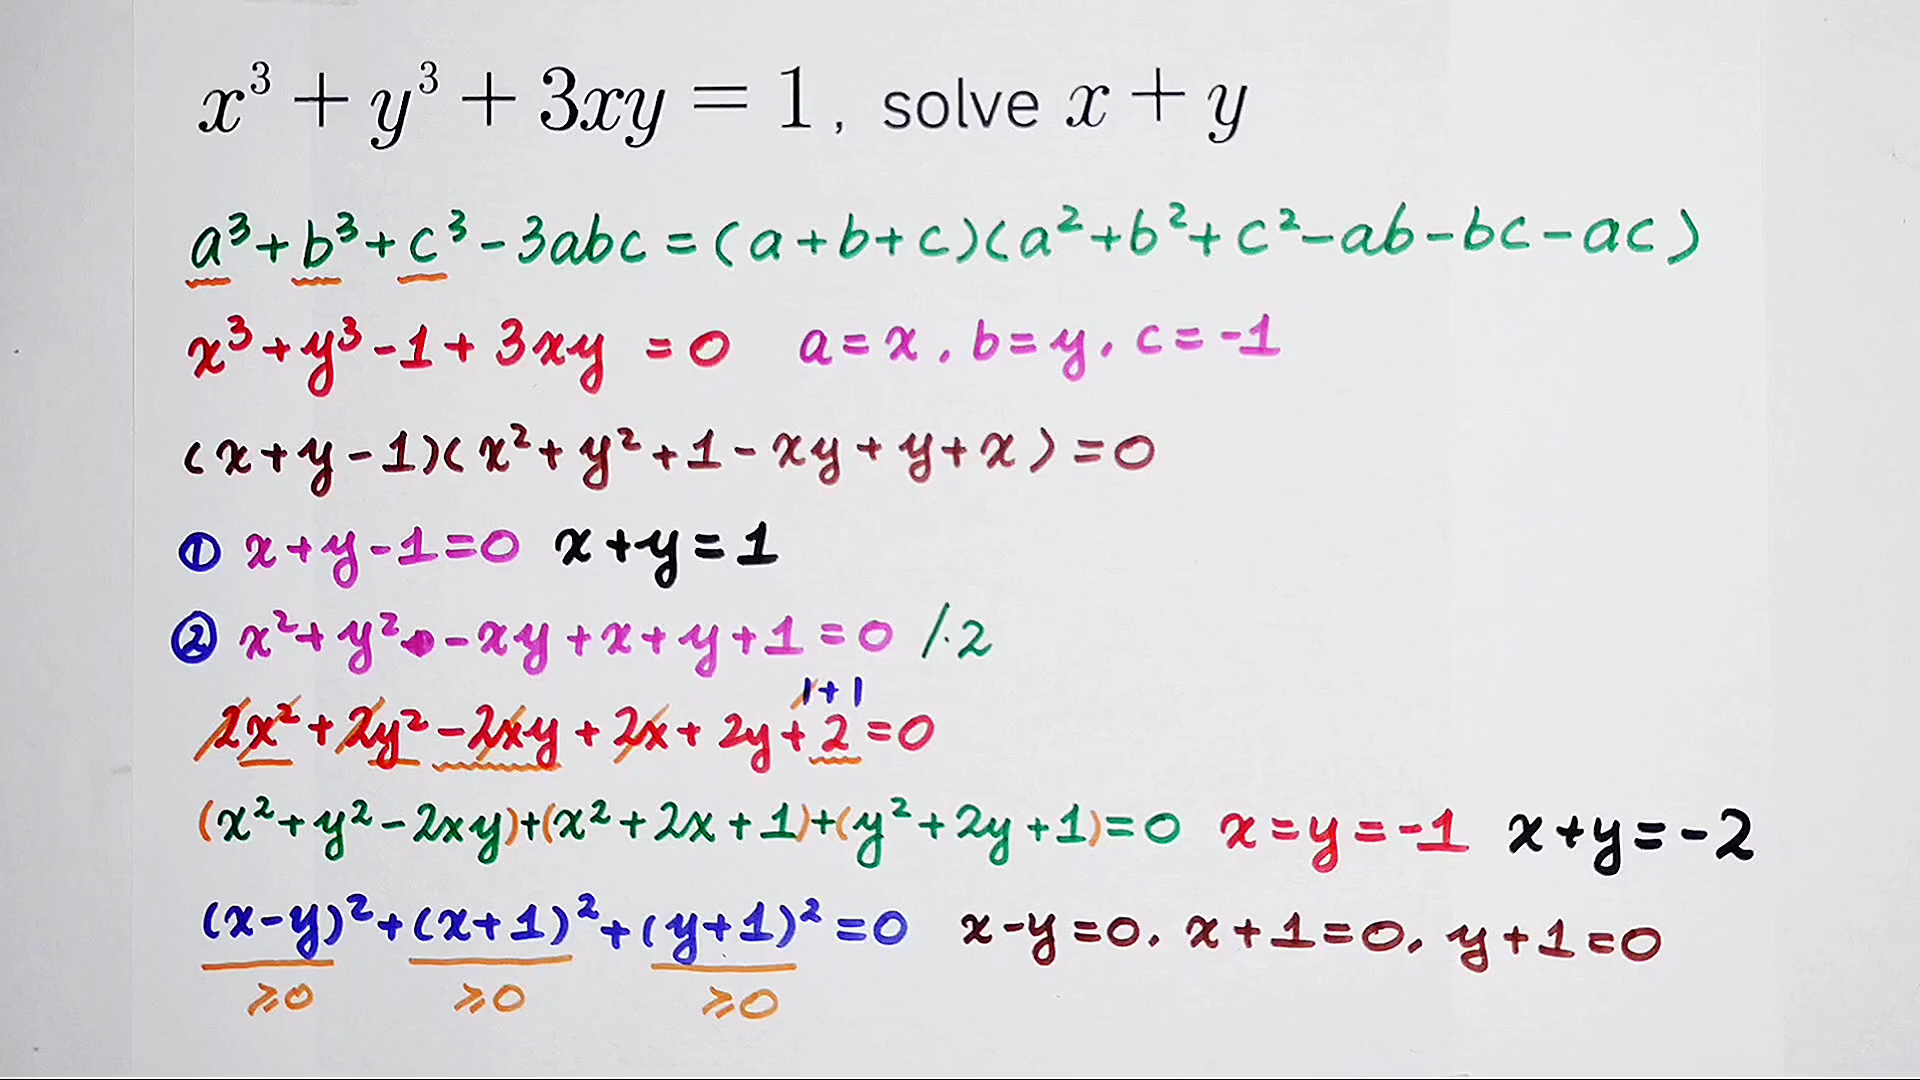 x³ + y³ + 3xy = 1, solve x + y
a³+b³+c³-3abc=(a+b+c)(a²+b²+c²-ab-bc-ac)
x³+y³-1+3xy =0 a=x, b=y, c=-1
(x+y-1)(x²+y²+1-xy+y+x)=0
① x+y-1=0 x+y=1
② x²+y²-xy+x+y+1=0 /·2
1+1
2x²+2y²-2xy+2x+2y+2=0
(x²+y²-2xy)+(x²+2x+1)+(y²+2y+1)=0 x=y=-1 x+y=-2
(x-y)²+(x+1)²+(y+1)²=0 x-y=0. x+1=0, y+1=0
≥0 ≥0 ≥0